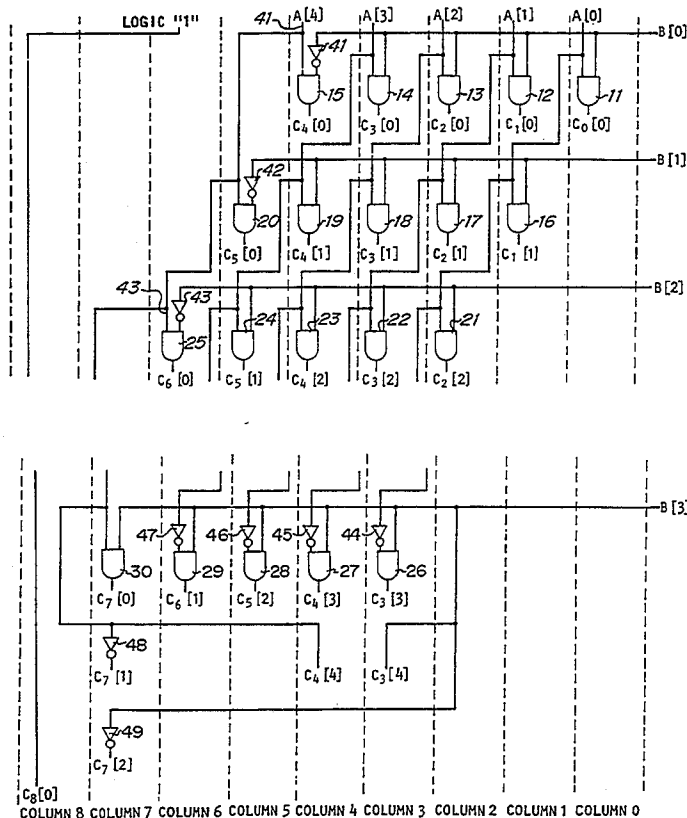 LOGIC "1" 41 A[4] A[3] A[2] A[1] A[0]
B[0]
41
15 14 13 12 11
C4[0] C3[0] C2[0] C1[0] C0[0]
B[1]
42
20 19 18 17 16
C5[0] C4[1] C3[1] C2[1] C1[1]
B[2]
43 43
25 24 23 22 21
C6[0] C5[1] C4[2] C3[2] C2[2]
B[3]
47 46 45 44
30 29 28 27 26
C7[0] C6[1] C5[2] C4[3] C3[3]
48
C7[1] C4[4] C3[4]
49
C7[2]
C8[0]
COLUMN 8 COLUMN 7 COLUMN 6 COLUMN 5 COLUMN 4 COLUMN 3 COLUMN 2 COLUMN 1 COLUMN 0